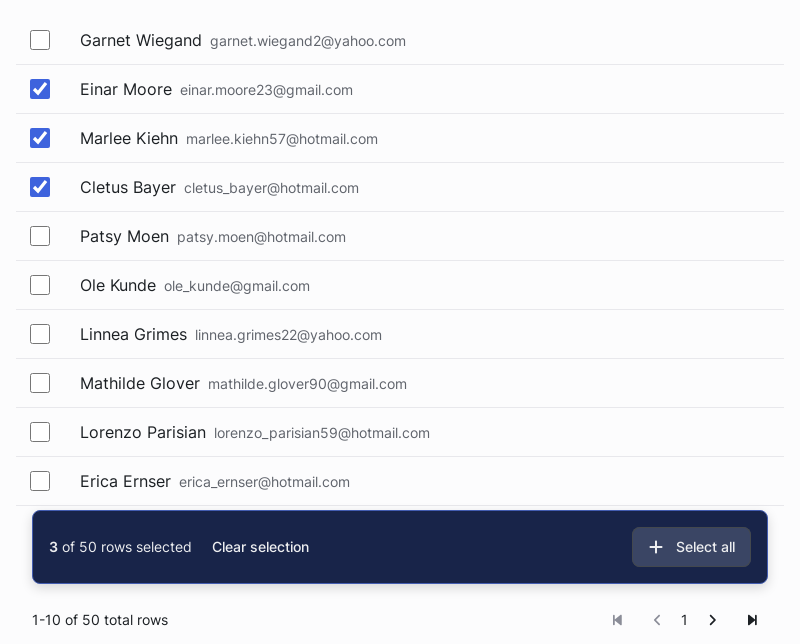 Garnet Wiegand garnet.wiegand2@yahoo.com
Einar Moore einar.moore23@gmail.com
Marlee Kiehn marlee.kiehn57@hotmail.com
Cletus Bayer cletus_bayer@hotmail.com
Patsy Moen patsy.moen@hotmail.com
Ole Kunde ole_kunde@gmail.com
Linnea Grimes linnea.grimes22@yahoo.com
Mathilde Glover mathilde.glover90@gmail.com
Lorenzo Parisian lorenzo_parisian59@hotmail.com
Erica Ernser erica_ernser@hotmail.com
3 of 50 rows selected Clear selection Select all
1-10 of 50 total rows 1